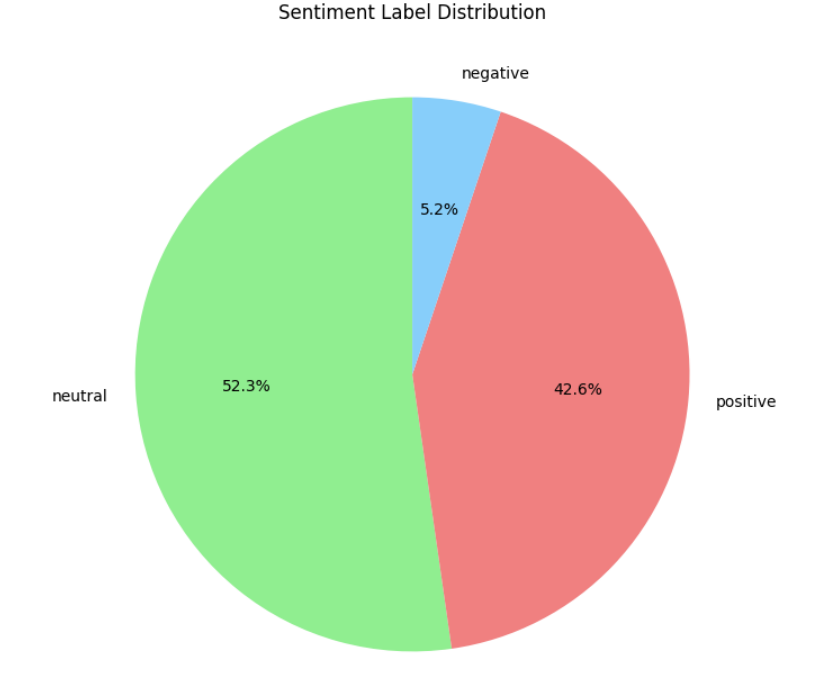 Sentiment Label Distribution
negative
5.2%
neutral
52.3%
42.6%
positive